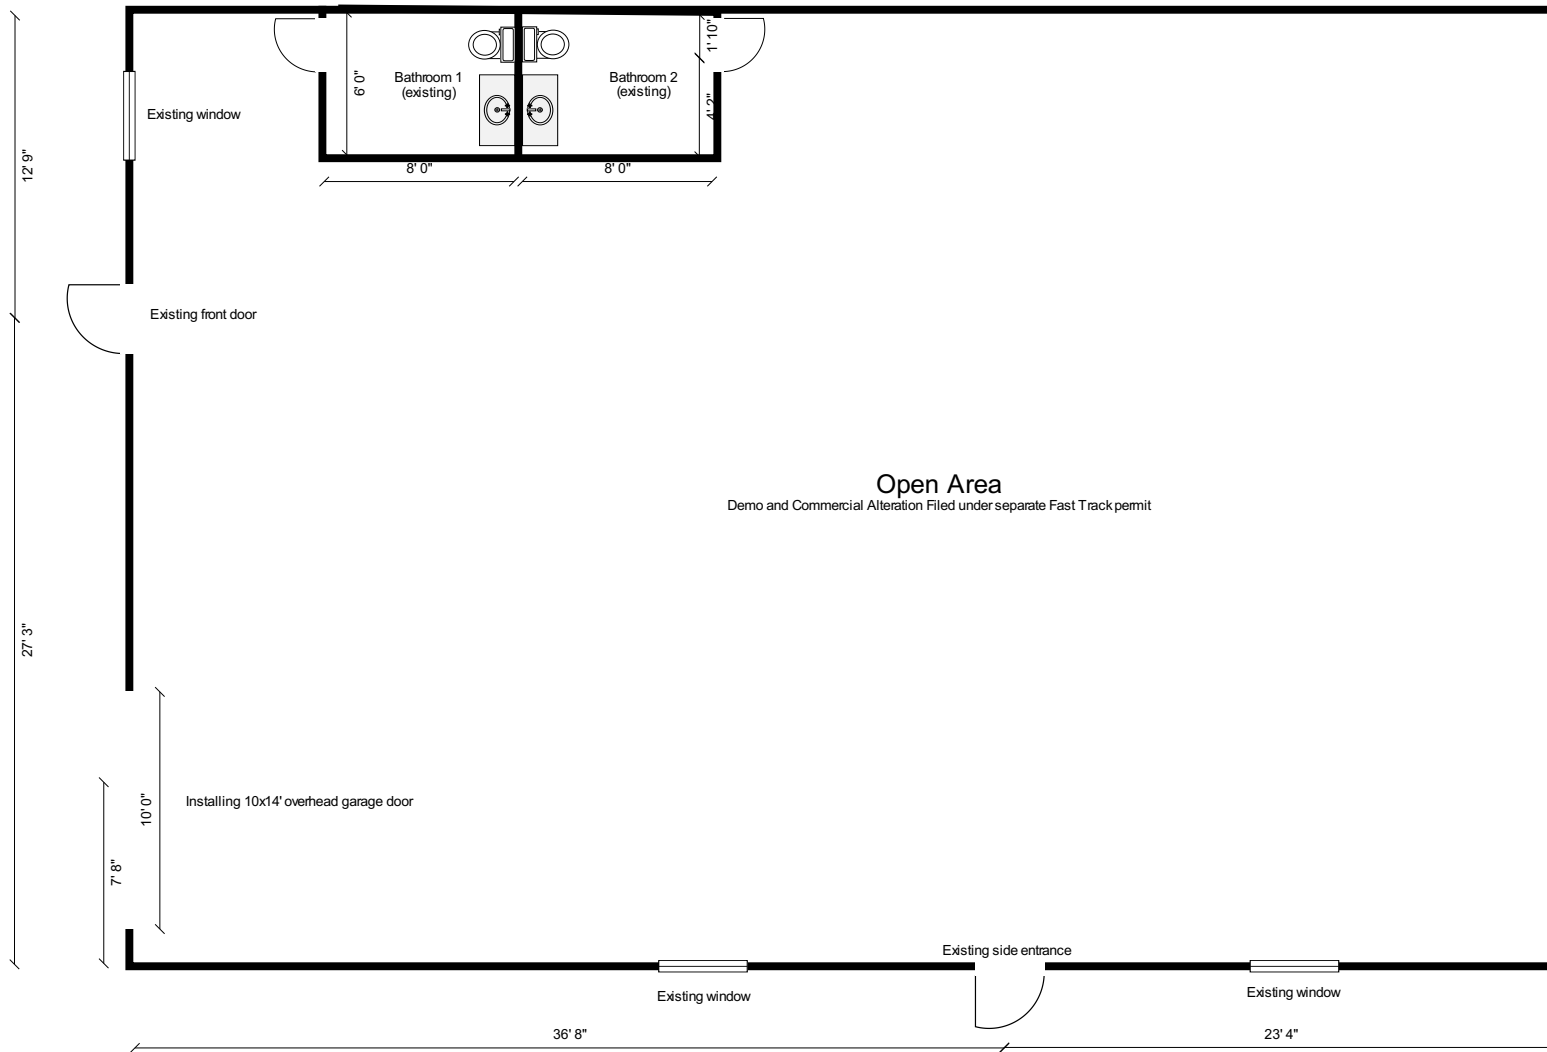 6' 0"
Bathroom 1
(existing)
Bathroom 2
(existing)
1' 10"
4' 2"
Existing window
12' 9"
8' 0"
8' 0"
Existing front door
Open Area
Demo and Commercial Alteration Filed under separate Fast Track permit
27' 3"
Installing 10x14' overhead garage door
10' 0"
7' 8"
Existing side entrance
Existing window
Existing window
36' 8"
23' 4"